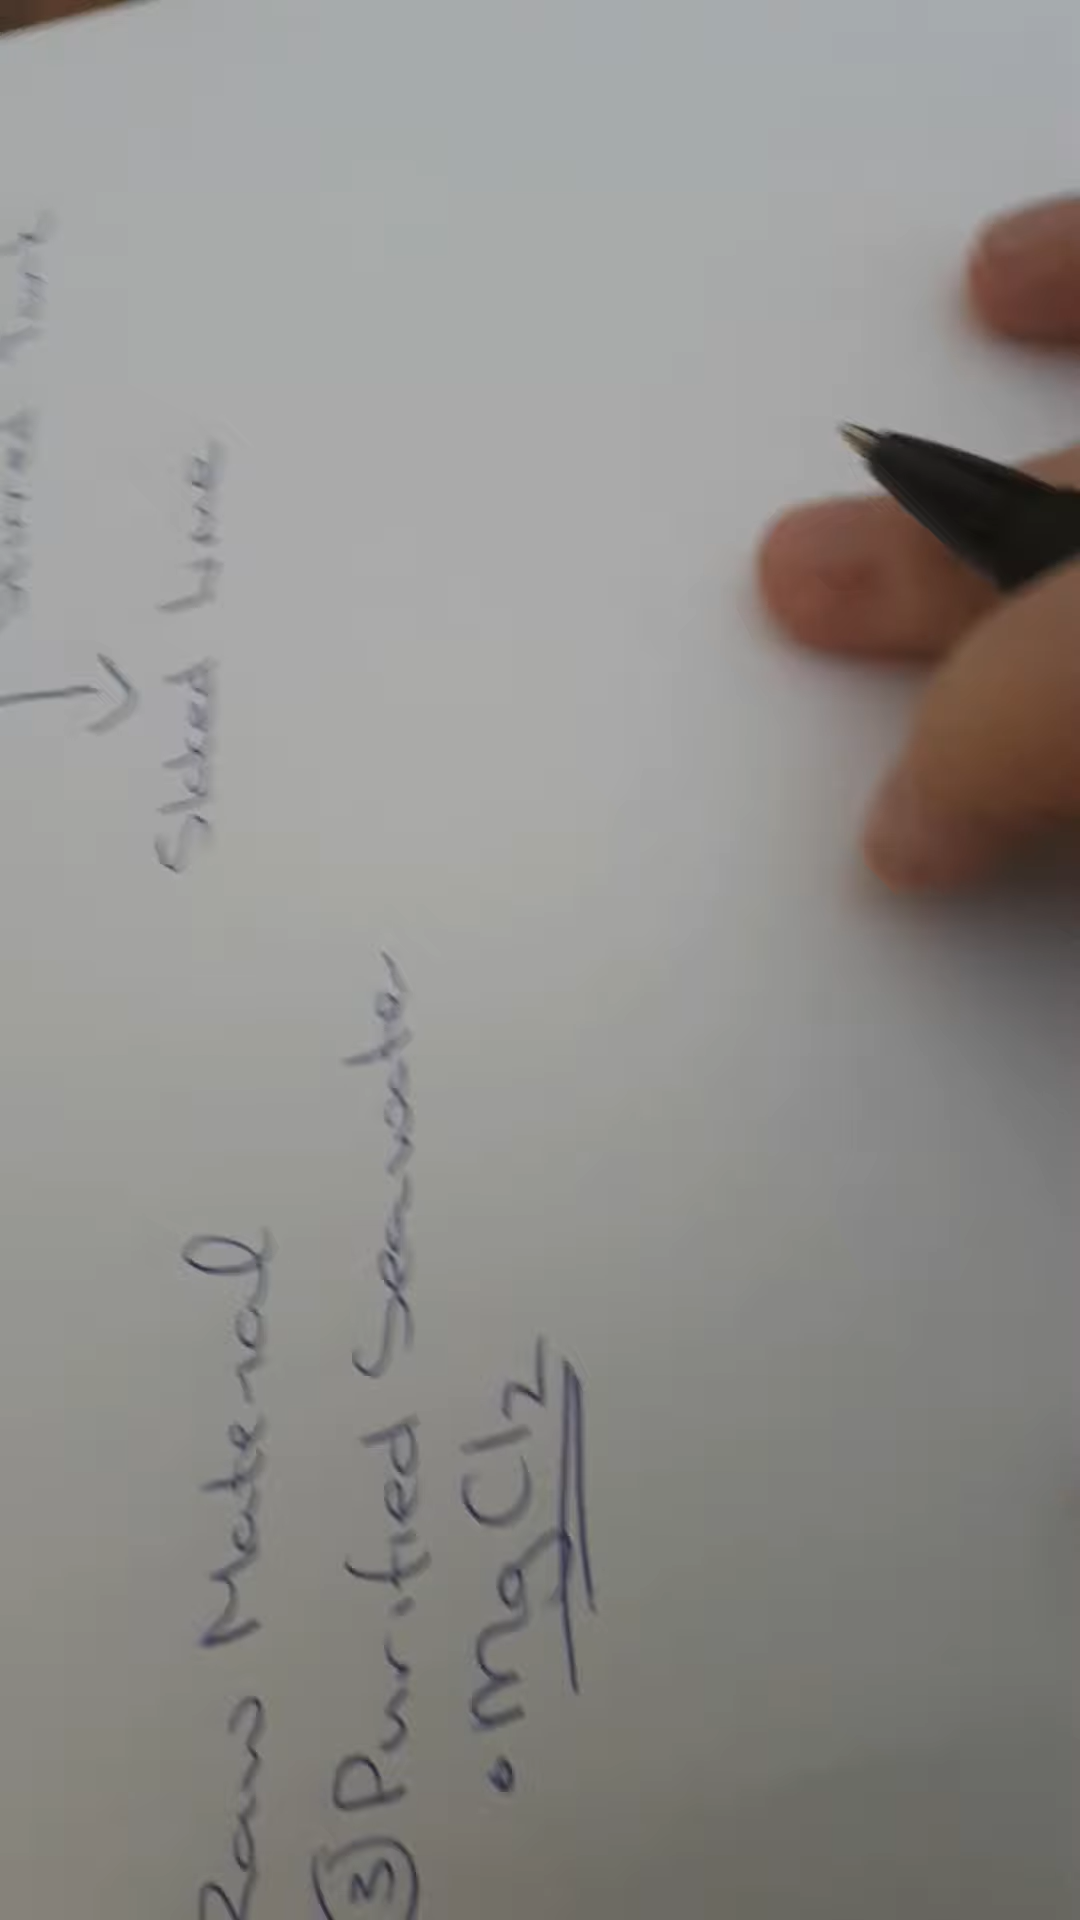 Slaked lime
Raw Material
③ Purified Seawater
• MgCl2